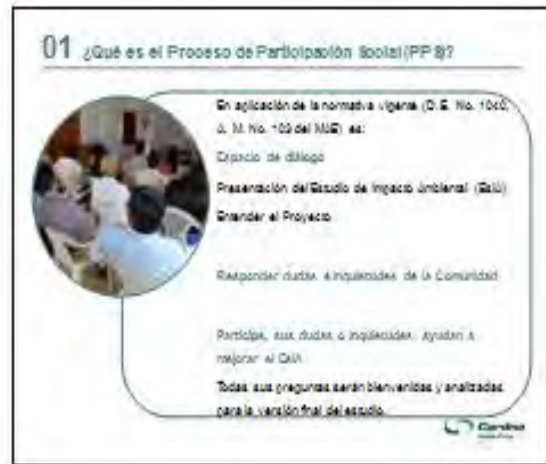 01 ¿Qué es el Proceso de Participación Social (PPS)?
En aplicación de la normativa vigente (D.E. No. 1040,
A. M. No. 103 del MAE) es:
Espacio de diálogo
Presentación del Estudio de Impacto Ambiental (EsIA)
Entender el Proyecto
Responder dudas e inquietudes de la Comunidad
Participe, sus dudas o inquietudes, ayudan a
mejorar el EsIA
Todas sus preguntas serán bienvenidas y analizadas
para la versión final del estudio.
Cardno